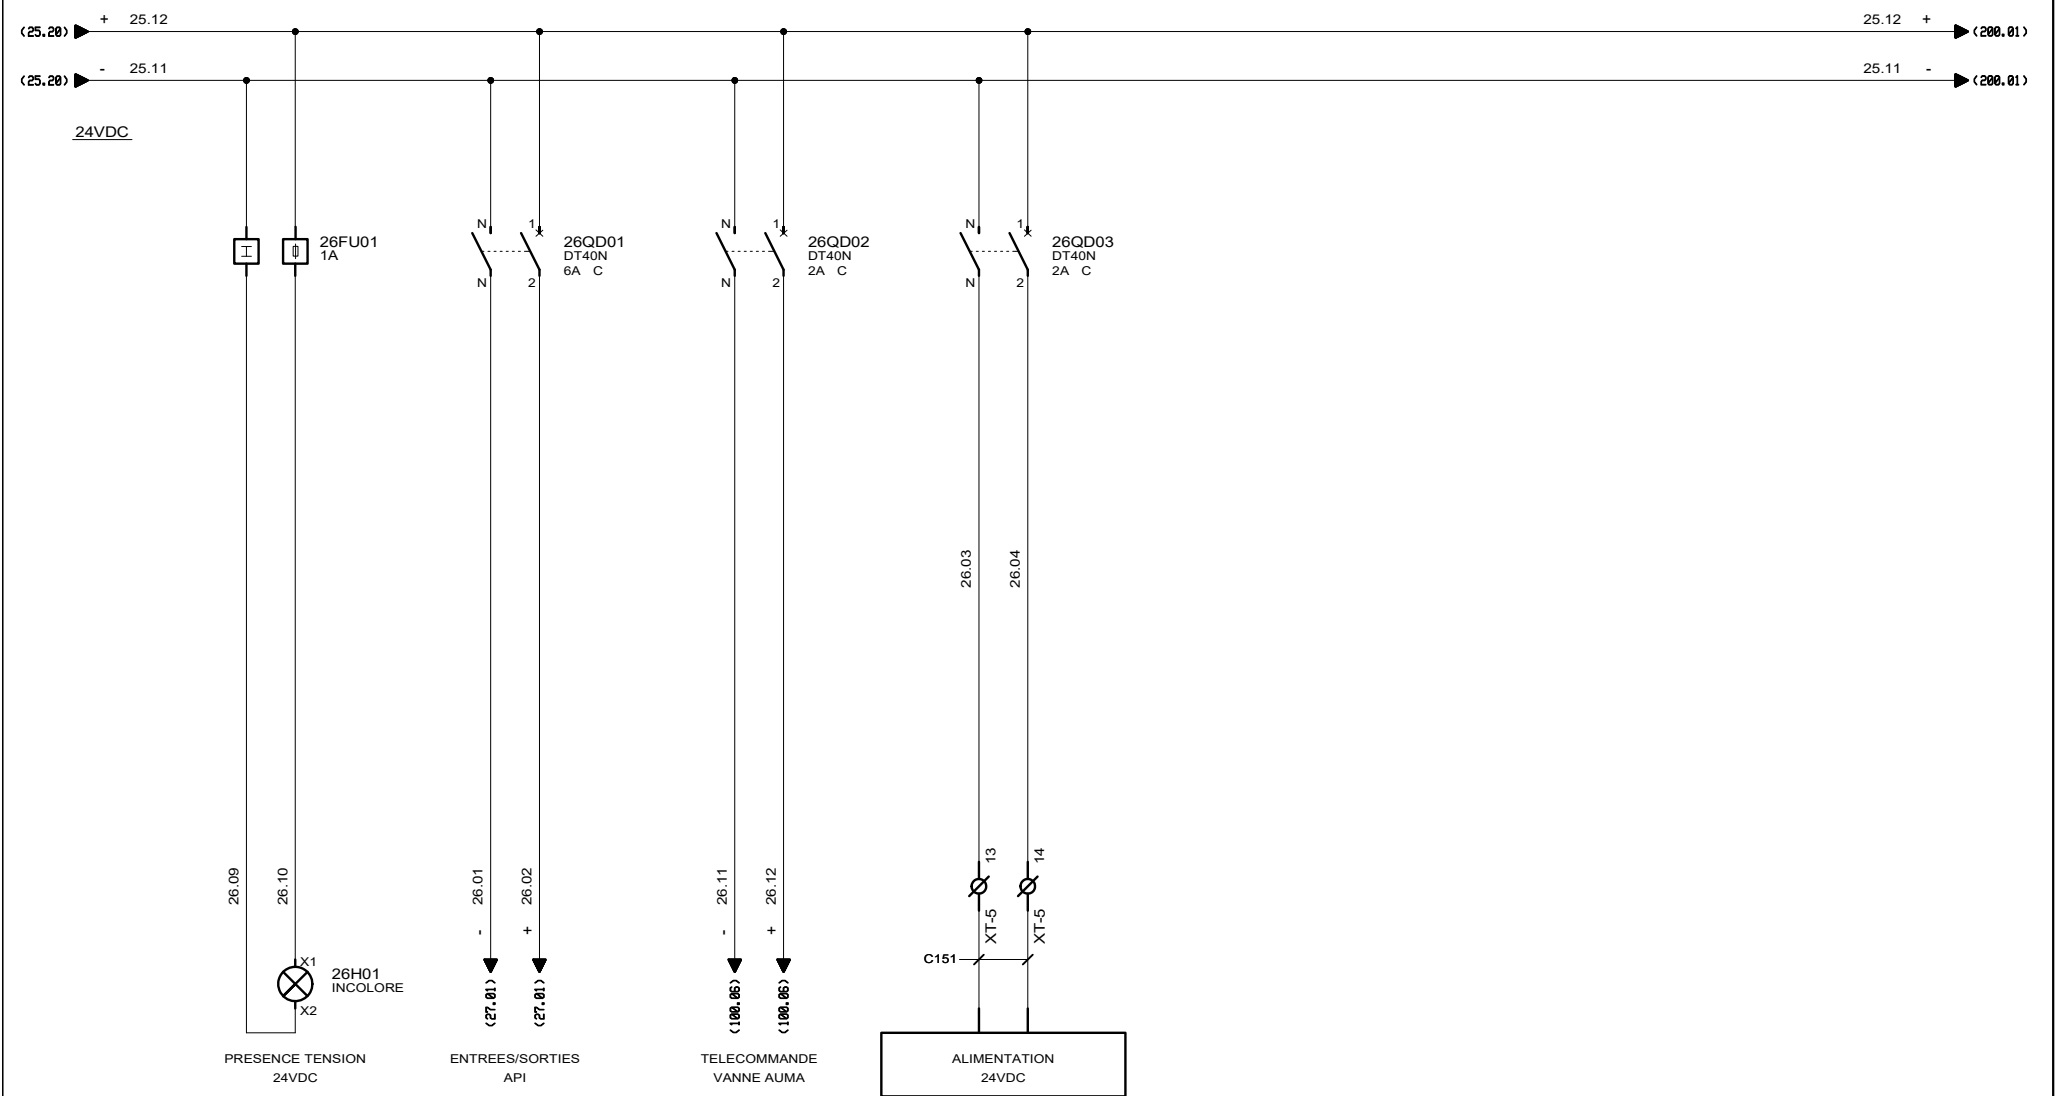 + 25.12
(25.20)
25.12 +
(200.01)
- 25.11
(25.20)
25.11 -
(200.01)
24VDC
26FU01
1A
N 1
26QD01
DT40N
6A C
N 2
N 1
26QD02
DT40N
2A C
N 2
N 1
26QD03
DT40N
2A C
N 2
26.03
26.04
13
14
XT-5
XT-5
C151
26.09
26.10
26.01
26.02
26.11
26.12
- +
- +
X1
26H01
INCOLORE
X2
(27.01)
(27.01)
(100.06)
(100.06)
PRESENCE TENSION
24VDC
ENTREES/SORTIES
API
TELECOMMANDE
VANNE AUMA
ALIMENTATION
24VDC